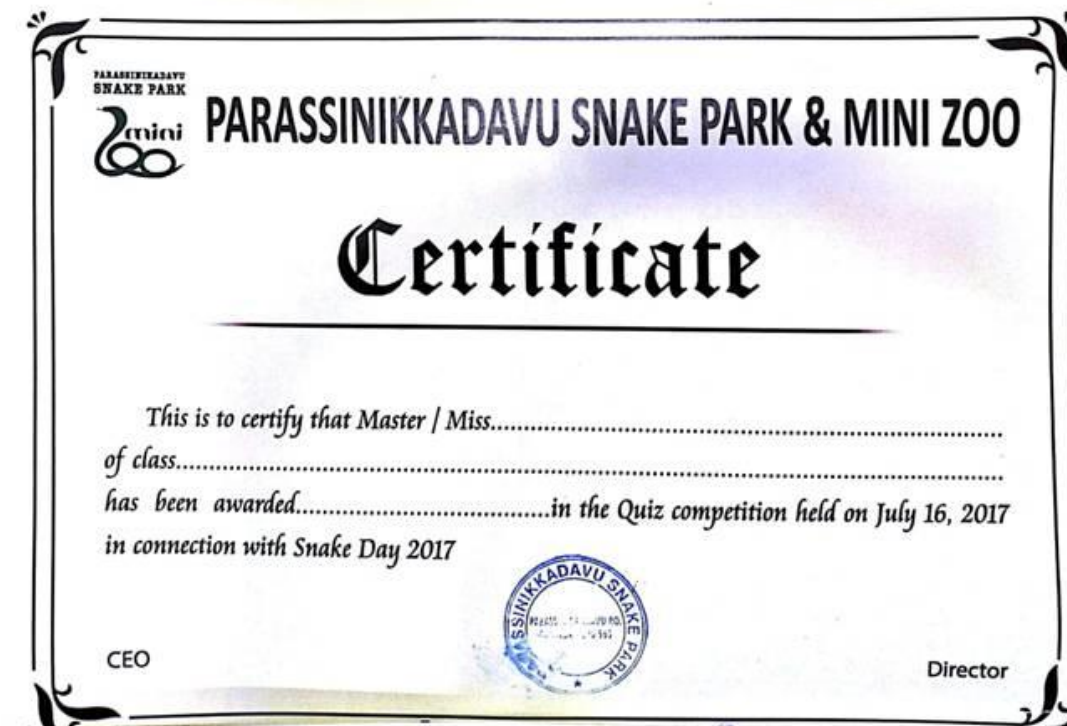 PARASSINIKKADAVU
SNAKE PARK
mini
ZOO
PARASSINIKKADAVU SNAKE PARK & MINI ZOO
Certificate
This is to certify that Master / Miss..........................................................................
of class..........................................................................................................
has been awarded...................................in the Quiz competition held on July 16, 2017
in connection with Snake Day 2017
SSINIKKADAVU SNAKE PARK
CEO
Director